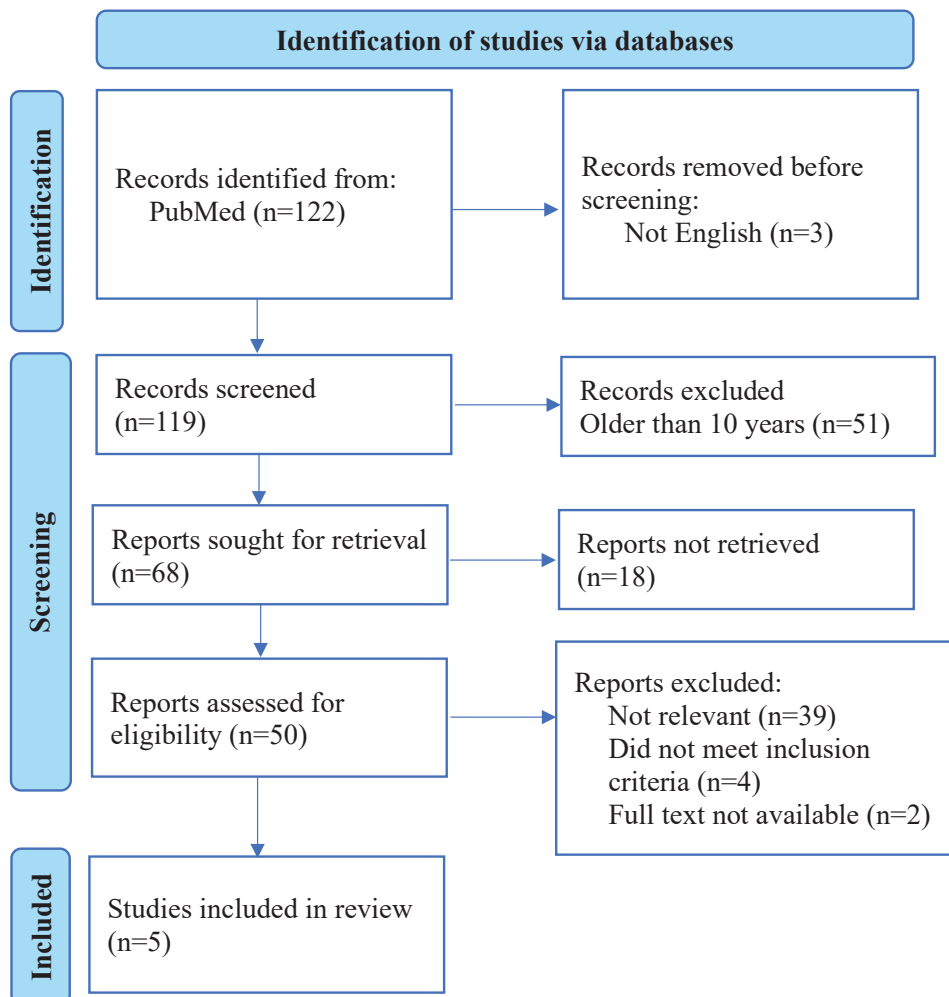 Identification of studies via databases
Identification
Records identified from:
PubMed (n=122)
Records removed before
screening:
Not English (n=3)
Screening
Records screened
(n=119)
Records excluded
Older than 10 years (n=51)
Reports sought for retrieval
(n=68)
Reports not retrieved
(n=18)
Reports assessed for
eligibility (n=50)
Reports excluded:
Not relevant (n=39)
Did not meet inclusion
criteria (n=4)
Full text not available (n=2)
Included
Studies included in review
(n=5)